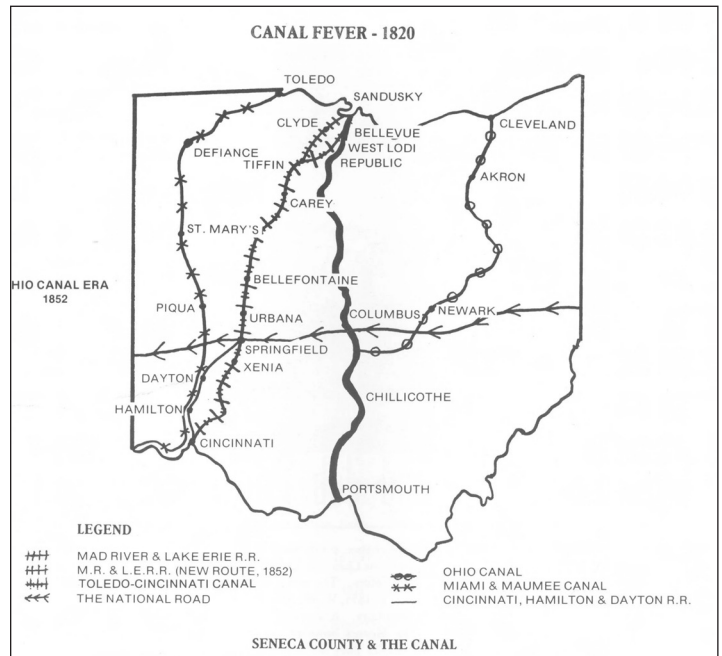 CANAL FEVER - 1820
TOLEDO
SANDUSKY
CLYDE
CLEVELAND
BELLEVUE
DEFIANCE
WEST LODI
TIFFIN
REPUBLIC
AKRON
CAREY
ST. MARY'S
HIO CANAL ERA
1852
BELLEFONTAINE
PIQUA
URBANA
COLUMBUS
NEWARK
SPRINGFIELD
XENIA
DAYTON
CHILLICOTHE
HAMILTON
CINCINNATI
PORTSMOUTH
LEGEND
MAD RIVER & LAKE ERIE R.R.
M.R. & L.E.R.R. (NEW ROUTE, 1852)
TOLEDO-CINCINNATI CANAL
THE NATIONAL ROAD
OHIO CANAL
MIAMI & MAUMEE CANAL
CINCINNATI, HAMILTON & DAYTON R.R.
SENECA COUNTY & THE CANAL